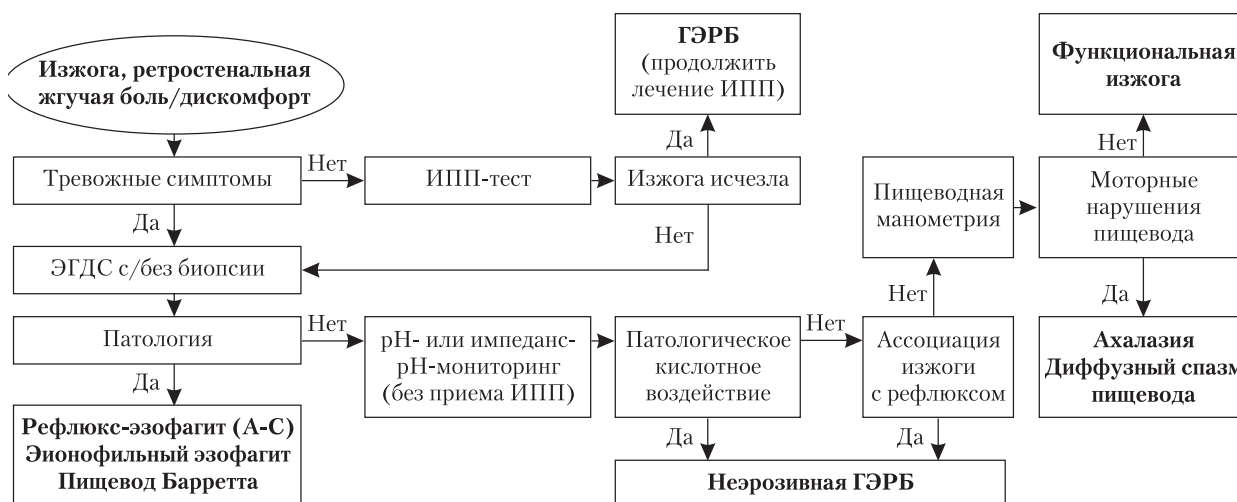 Изжога, ретростенальная
жгучая боль/дискомфорт
ГЭРБ
(продолжить
лечение ИПП)
Функциональная
изжога
Да
Нет
Тревожные симптомы
Нет
ИПП-тест
Изжога исчезла
Пищеводная
манометрия
Моторные
нарушения
пищевода
Да
Нет
ЭГДС с/без биопсии
Нет
Да
Патология
Нет
рН- или импеданс-
рН-мониторинг
(без приема ИПП)
Патологическое
кислотное
воздействие
Нет
Ассоциация
изжоги
с рефлюксом
Ахалазия
Диффузный спазм
пищевода
Да
Да
Да
Рефлюкс-эзофагит (А-С)
Эионофильный эзофагит
Пищевод Барретта
Неэрозивная ГЭРБ